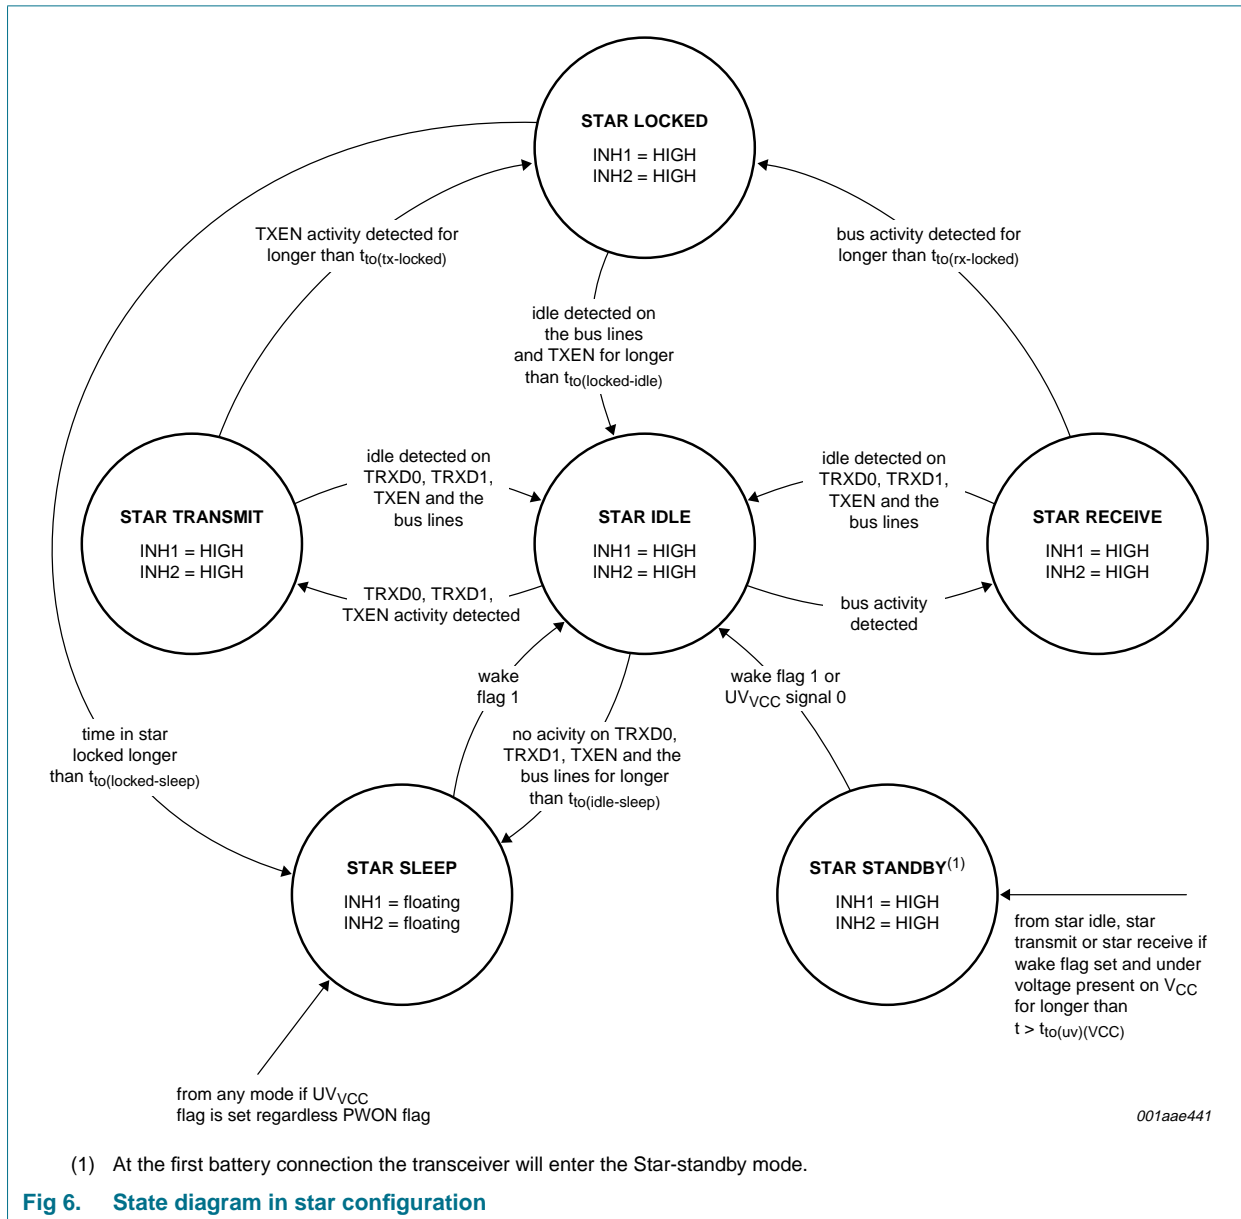 STAR LOCKED
INH1 = HIGH
INH2 = HIGH
TXEN activity detected for
longer than tto(tx-locked)
bus activity detected for
longer than tto(rx-locked)
idle detected on
the bus lines
and TXEN for longer
than tto(locked-idle)
idle detected on
TRXD0, TRXD1,
TXEN and the
bus lines
idle detected on
TRXD0, TRXD1,
TXEN and the
bus lines
STAR TRANSMIT
INH1 = HIGH
INH2 = HIGH
STAR IDLE
INH1 = HIGH
INH2 = HIGH
STAR RECEIVE
INH1 = HIGH
INH2 = HIGH
TRXD0, TRXD1,
TXEN activity detected
bus activity
detected
wake
flag 1
wake flag 1 or
UVVCC signal 0
time in star
locked longer
than tto(locked-sleep)
no acivity on TRXD0,
TRXD1, TXEN and the
bus lines for longer
than tto(idle-sleep)
STAR SLEEP
INH1 = floating
INH2 = floating
STAR STANDBY(1)
INH1 = HIGH
INH2 = HIGH
from star idle, star
transmit or star receive if
wake flag set and under
voltage present on VCC
for longer than
t > tto(uv)(VCC)
from any mode if UVVCC
flag is set regardless PWON flag
001aae441
(1) At the first battery connection the transceiver will enter the Star-standby mode.
Fig 6. State diagram in star configuration